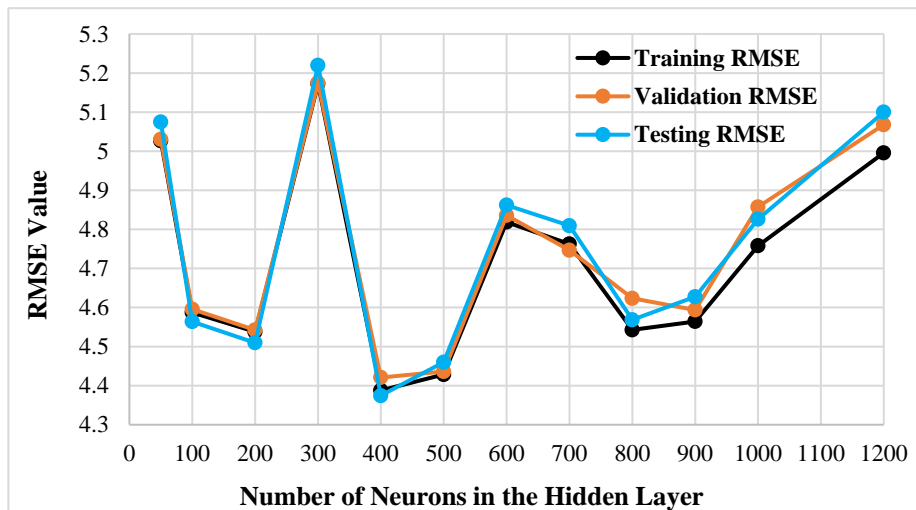 5.3
5.2
5.1
5
4.9
4.8
4.7
4.6
4.5
4.4
4.3
RMSE Value
Training RMSE
Validation RMSE
Testing RMSE
0 100 200 300 400 500 600 700 800 900 1000 1100 1200
Number of Neurons in the Hidden Layer